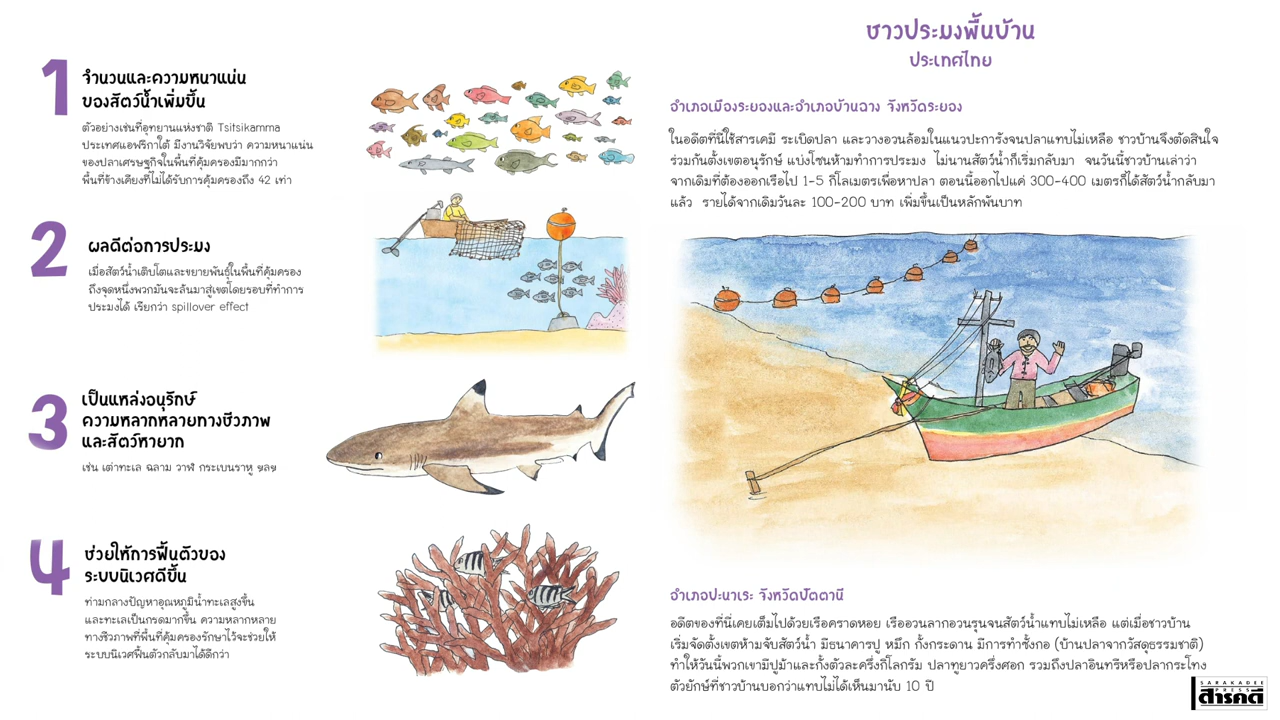 1
จำนวนและความหนาแน่น
ของสัตว์น้ำเพิ่มขึ้น
ตัวอย่างเช่นที่อุทยานแห่งชาติ Tsitsikamma
ประเทศแอฟริกาใต้ มีงานวิจัยพบว่า ความหนาแน่น
ของปลาเศรษฐกิจในพื้นที่คุ้มครองมีมากกว่า
พื้นที่ข้างเคียงที่ไม่ได้รับการคุ้มครองถึง 42 เท่า
2
ผลดีต่อการประมง
เมื่อสัตว์น้ำเติบโตและขยายพันธุ์ในพื้นที่คุ้มครอง
ถึงจุดหนึ่งพวกมันจะล้นมาสู่เขตโดยรอบที่ทำการ
ประมงได้ เรียกว่า spillover effect
3
เป็นแหล่งอนุรักษ์
ความหลากหลายทางชีวภาพ
และสัตว์หายาก
เช่น เต่าทะเล ฉลาม วาฬ กระเบนราหู ฯลฯ
4
ช่วยให้การฟื้นตัวของ
ระบบนิเวศดีขึ้น
ท่ามกลางปัญหาอุณหภูมิน้ำทะเลสูงขึ้น
และทะเลเป็นกรดมากขึ้น ความหลากหลาย
ทางชีวภาพที่พื้นที่คุ้มครองรักษาไว้จะช่วยให้
ระบบนิเวศฟื้นตัวกลับมาได้ดีกว่า
ชาวประมงพื้นบ้าน
ประเทศไทย
อำเภอเมืองระยองและอำเภอบ้านฉาง จังหวัดระยอง
ในอดีตที่นี่ใช้สารเคมี ระเบิดปลา และวางอวนล้อมในแนวปะการังจนปลาแทบไม่เหลือ ชาวบ้านจึงตัดสินใจ
ร่วมกันตั้งเขตอนุรักษ์ แบ่งโซนห้ามทำการประมง ไม่นานสัตว์น้ำก็เริ่มกลับมา จนวันนี้ชาวบ้านเล่าว่า
จากเดิมที่ต้องออกเรือไป 1-5 กิโลเมตรเพื่อหาปลา ตอนนี้ออกไปแค่ 300-400 เมตรก็ได้สัตว์น้ำกลับมา
แล้ว รายได้จากเดิมวันละ 100-200 บาท เพิ่มขึ้นเป็นหลักพันบาท
อำเภอปะนาเระ จังหวัดปัตตานี
อดีตของที่นี่เคยเต็มไปด้วยเรือคราดหอย เรืออวนลากอวนรุนจนสัตว์น้ำแทบไม่เหลือ แต่เมื่อชาวบ้าน
เริ่มจัดตั้งเขตห้ามจับสัตว์น้ำ มีธนาคารปู หมึก กั้งกระดาน มีการทำซั้งกอ (บ้านปลาจากวัสดุธรรมชาติ)
ทำให้วันนี้พวกเขามีปูม้าและกั้งตัวละครึ่งกิโลกรัม ปลาทูยาวครึ่งศอก รวมถึงปลาอินทรีหรือปลากระโทง
ตัวยักษ์ที่ชาวบ้านบอกว่าแทบไม่ได้เห็นมานับ 10 ปี
SARAKADEE
PRESS
สารคดี